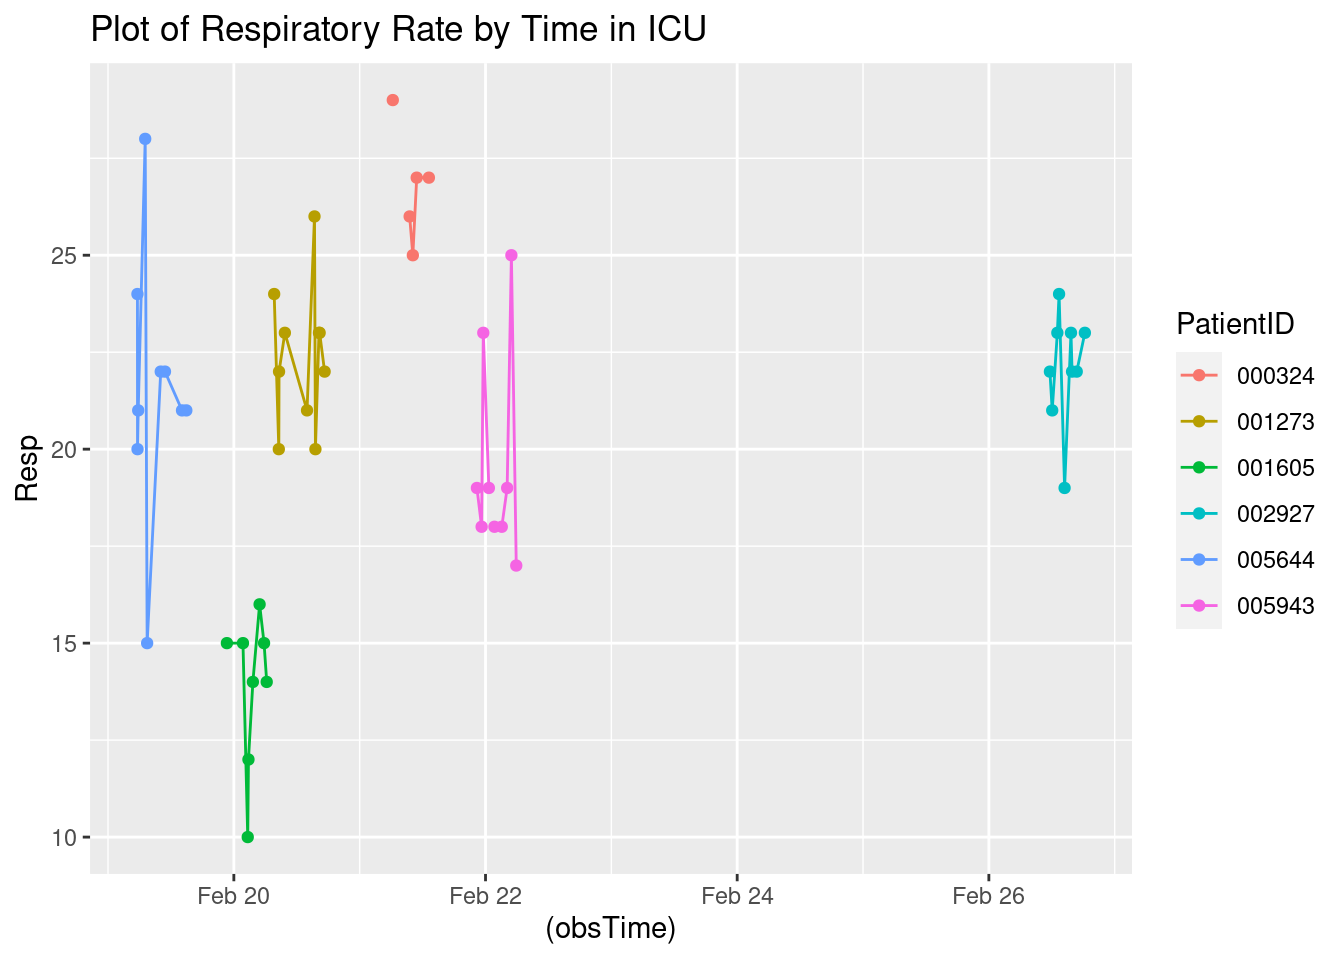 Plot of Respiratory Rate by Time in ICU
Resp
25
20
15
10
Feb 20
Feb 22
Feb 24
Feb 26
(obsTime)
PatientID
000324
001273
001605
002927
005644
005943